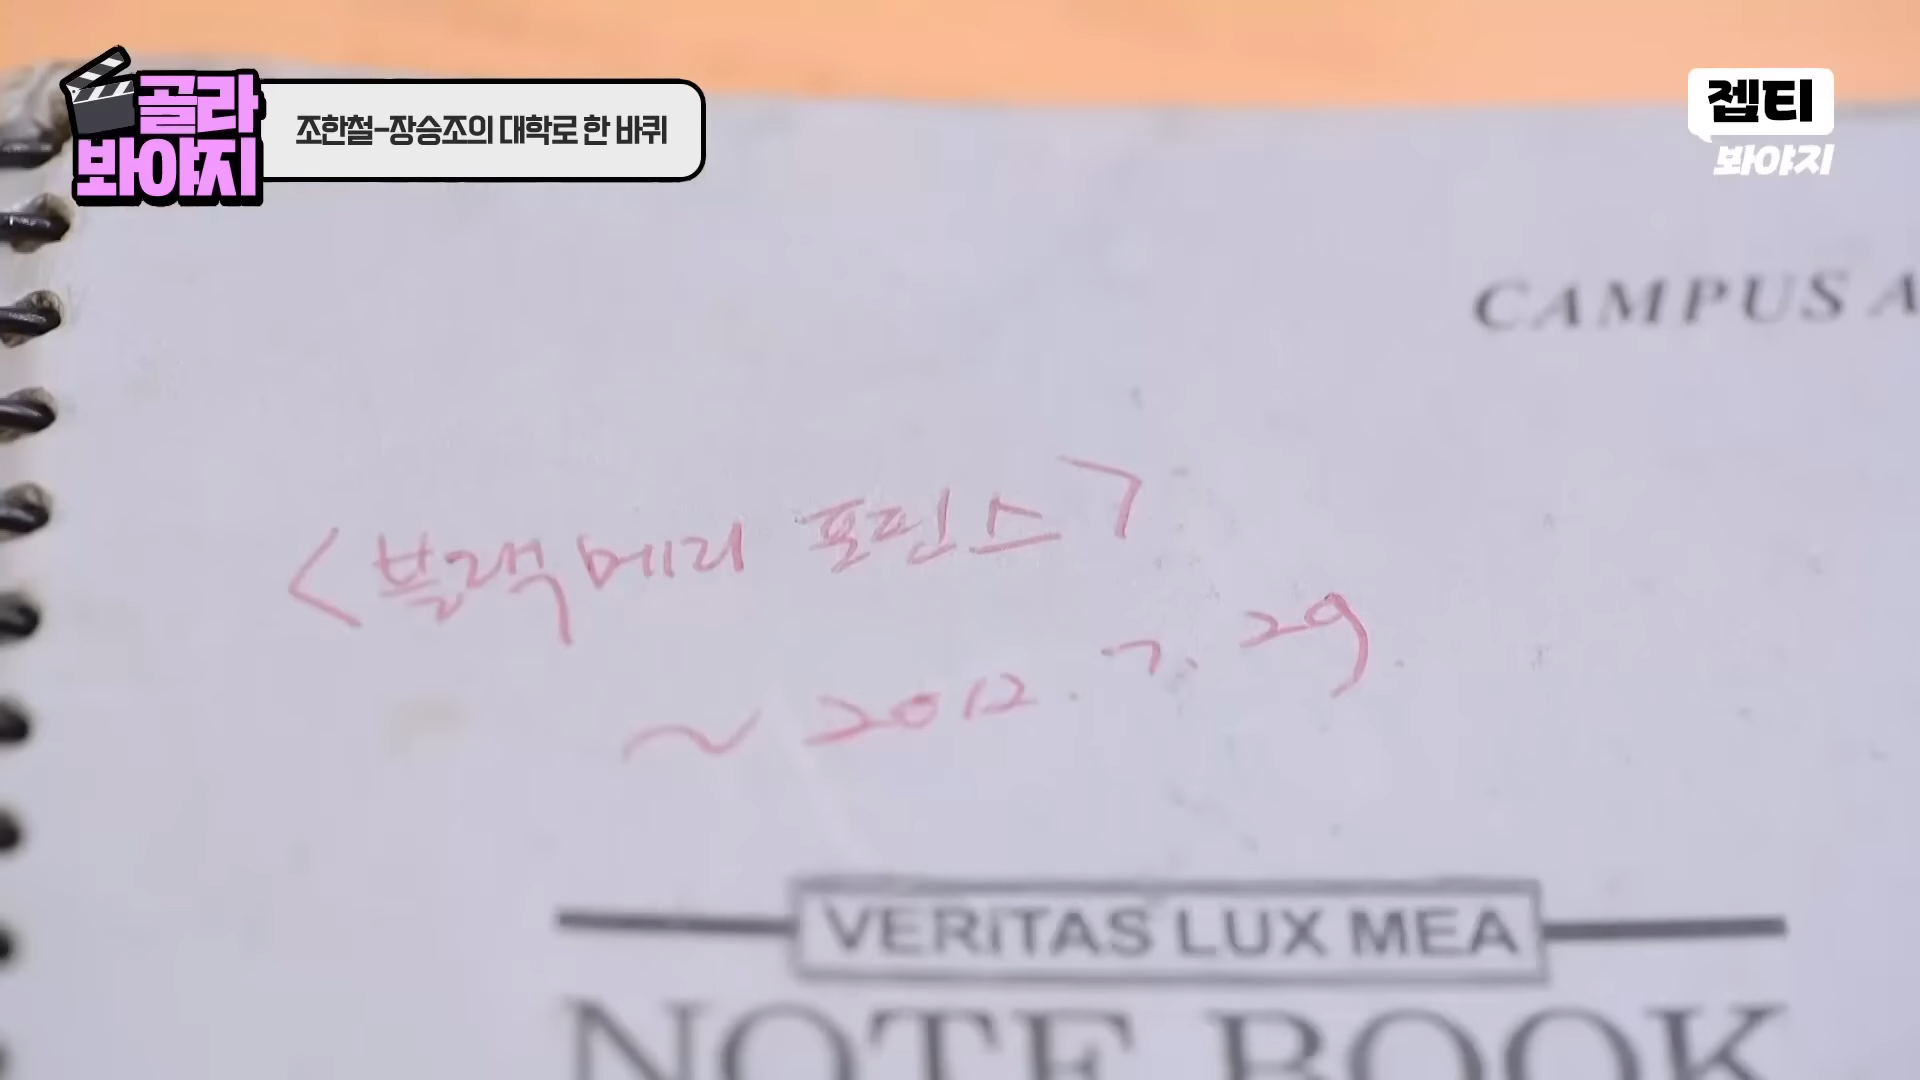 골라
봐야지
조한철-장승조의 대학로 한 바퀴
젭티
봐야지
CAMPUS A
<블랙메리 포핀스>
~2012.7.29.
VERiTAS LUX MEA
NOTE BOOK